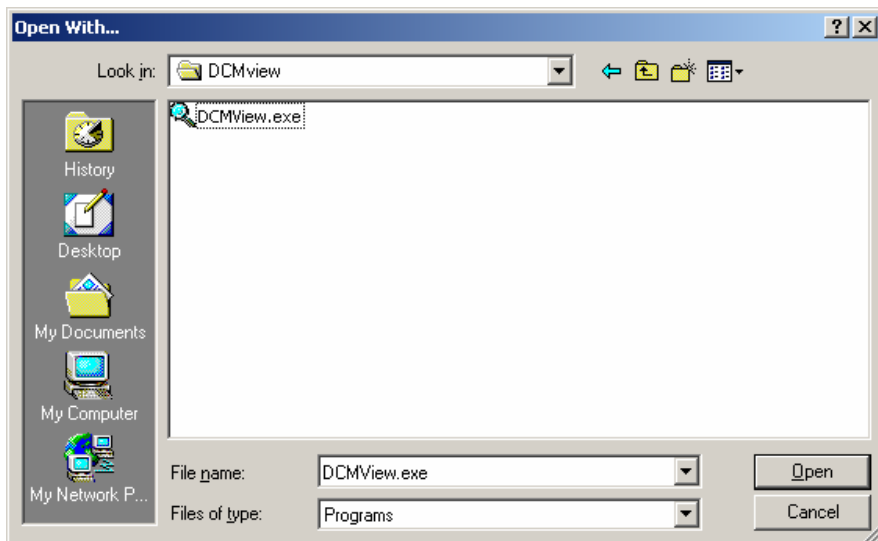 Open With...
Look in: DCMview
DCMView.exe
History
Desktop
My Documents
My Computer
My Network P...
File name: DCMView.exe Open
Files of type: Programs Cancel